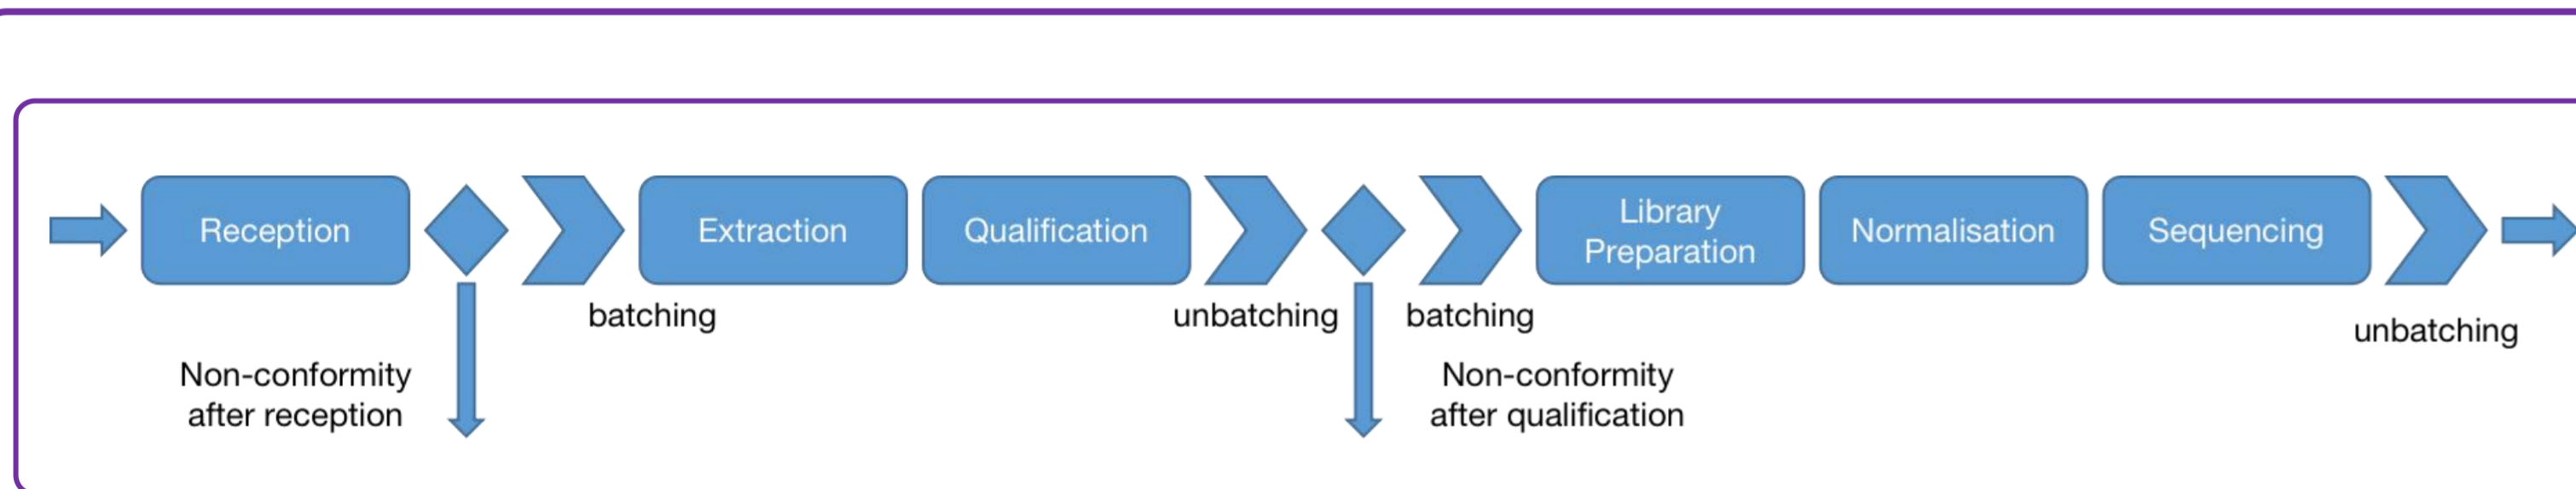 Reception
Extraction
Qualification
Library
Preparation
Normalisation
Sequencing
batching
unbatching
batching
unbatching
Non-conformity
after reception
Non-conformity
after qualification